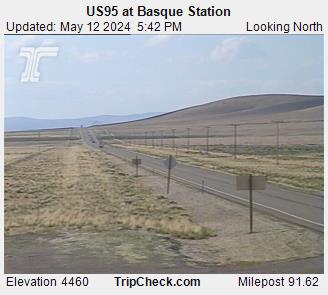 US95 at Basque Station
Updated: May 12 2024 5:42 PM Looking North
Elevation 4460 TripCheck.com Milepost 91.62